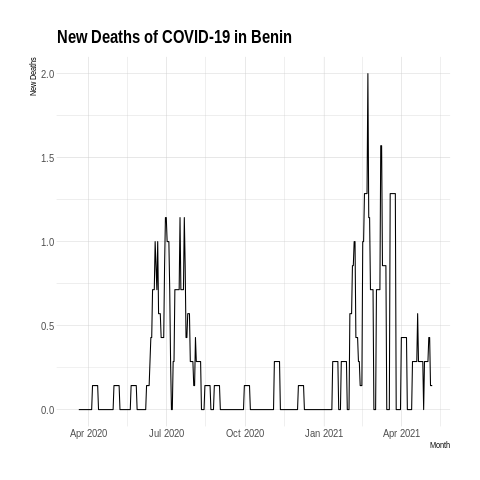 New Deaths of COVID-19 in Benin
New Deaths
2.0
1.5
1.0
0.5
0.0
Apr 2020 Jul 2020 Oct 2020 Jan 2021 Apr 2021
Month